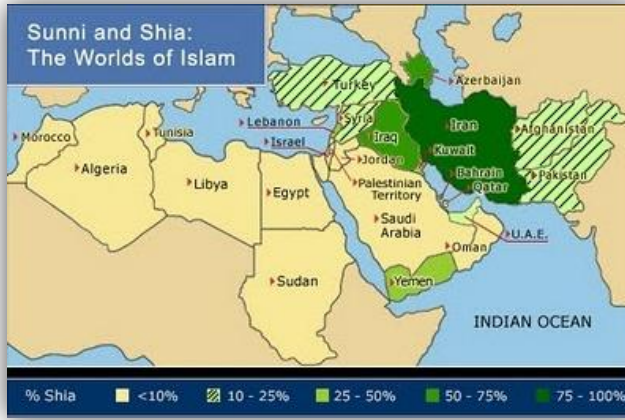 Sunni and Shia:
The Worlds of Islam
Turkey
Azerbaijan
Lebanon
Syria
Iran
Afghanistan
Morocco
Tunisia
Israel
Iraq
Kuwait
Algeria
Jordan
Libya
Egypt
Palestinian
Territory
Bahrain
Qatar
Pakistan
Saudi
Arabia
U.A.E.
Oman
Sudan
Yemen
INDIAN OCEAN
% Shia <10% 10 - 25% 25 - 50% 50 - 75% 75 - 100%